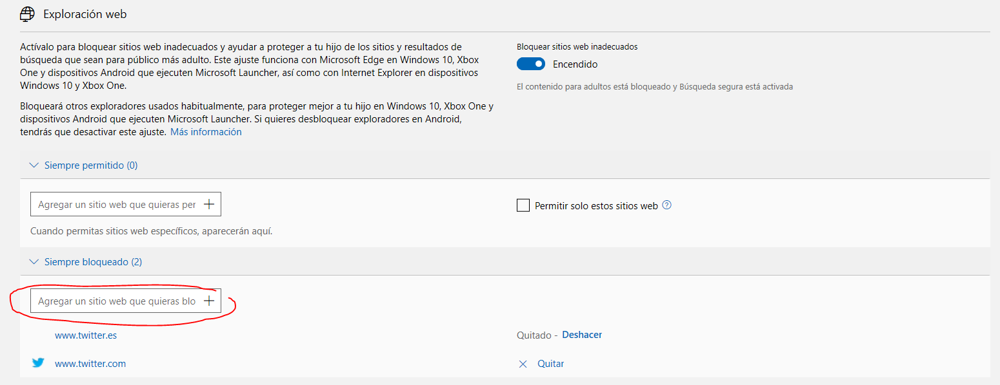 Exploración web
Actívalo para bloquear sitios web inadecuados y ayudar a proteger a tu hijo de los sitios y resultados de
búsqueda que sean para público más adulto. Este ajuste funciona con Microsoft Edge en Windows 10, Xbox
One y dispositivos Android que ejecuten Microsoft Launcher, así como con Internet Explorer en dispositivos
Windows 10 y Xbox One.
Bloqueará otros exploradores usados habitualmente, para proteger mejor a tu hijo en Windows 10, Xbox One y
dispositivos Android que ejecuten Microsoft Launcher. Si quieres desbloquear exploradores en Android,
tendrás que desactivar este ajuste. Más información
Bloquear sitios web inadecuados
Encendido
El contenido para adultos está bloqueado y Búsqueda segura está activada
Siempre permitido (0)
Agregar un sitio web que quieras per
Permitir solo estos sitios web
Cuando permitas sitios web específicos, aparecerán aquí.
Siempre bloqueado (2)
Agregar un sitio web que quieras blo
www.twitter.es
Quitado - Deshacer
www.twitter.com
Quitar